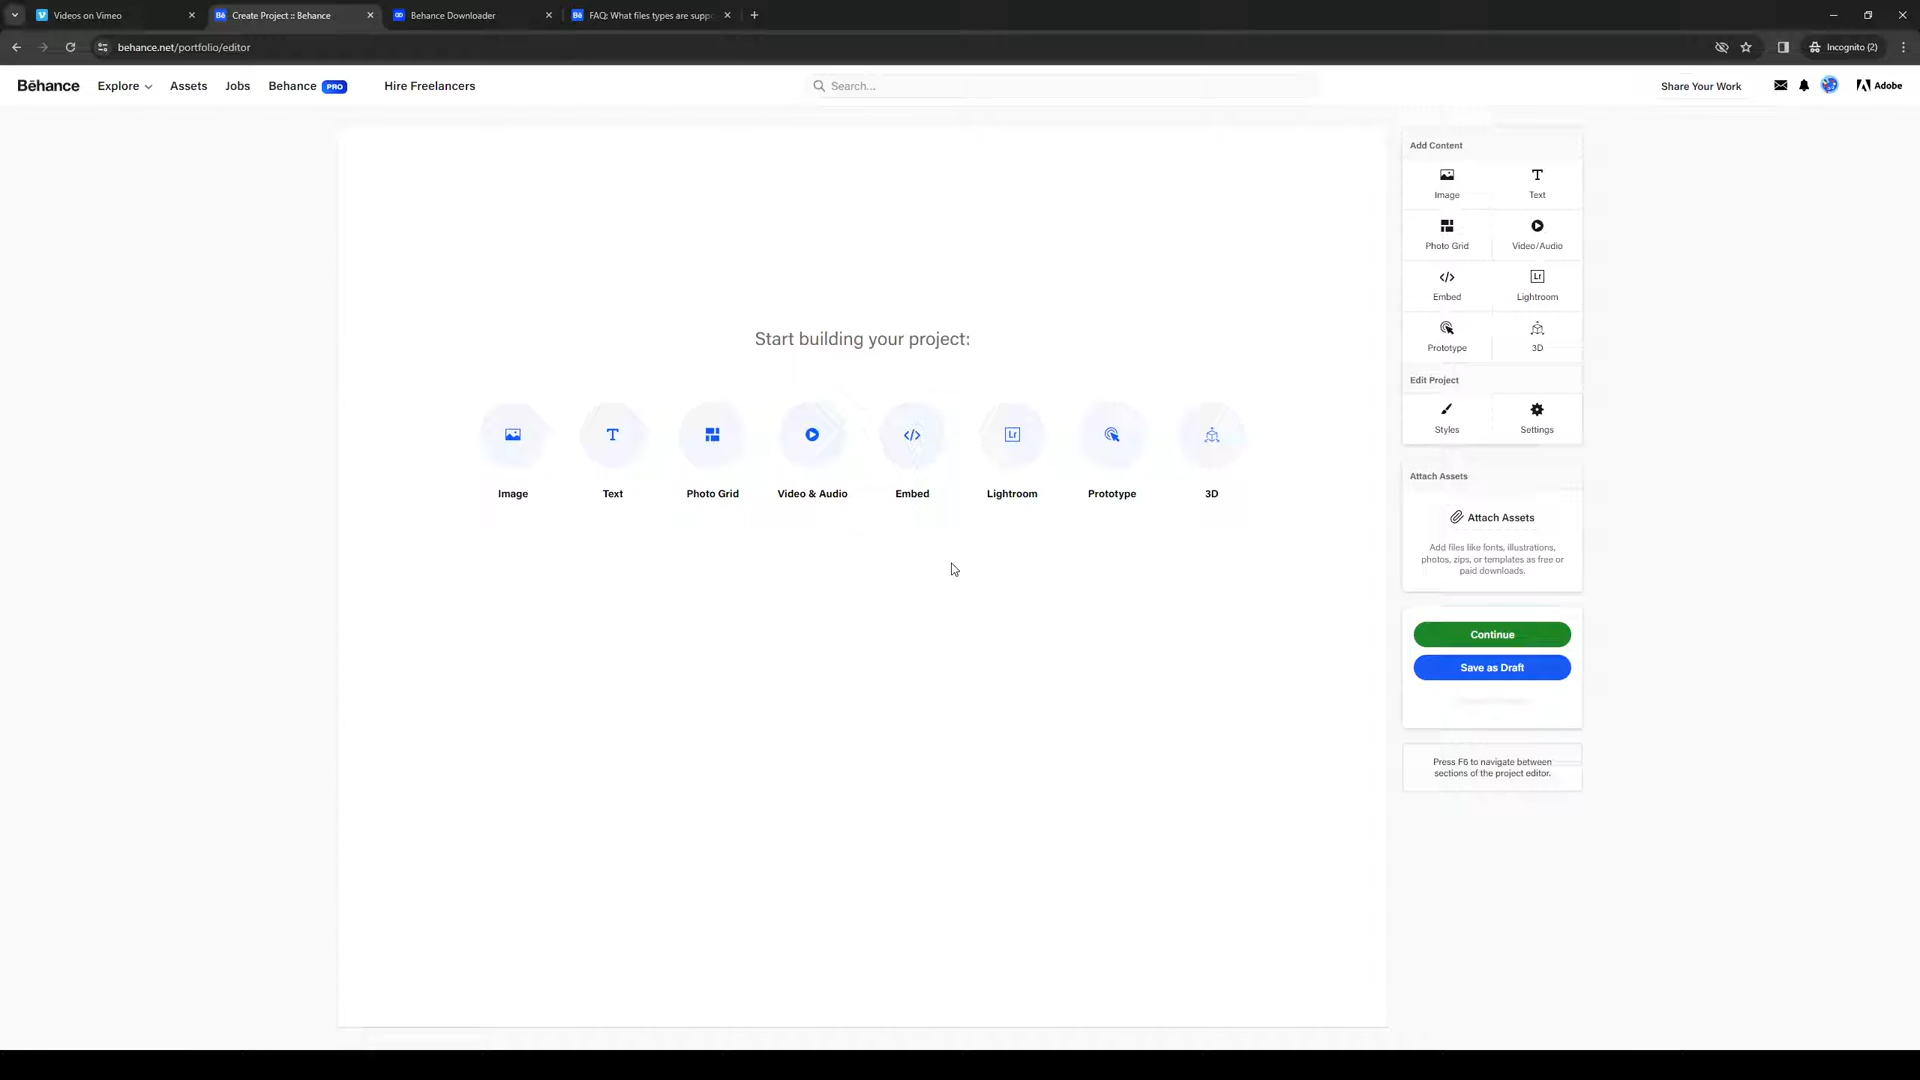 Videos on Vimeo
Create Project :: Behance
Behance Downloader
FAQ: What files types are supp
behance.net/portfolio/editor
Incognito (2)
Bēhance
Explore
Assets
Jobs
Behance PRO
Hire Freelancers
Search...
Share Your Work
Adobe
Start building your project:
Image
Text
Photo Grid
Video & Audio
Embed
Lr
Lightroom
Prototype
3D
Add Content
Image
Text
Photo Grid
Video/Audio
Embed
Lr
Lightroom
Prototype
3D
Edit Project
Styles
Settings
Attach Assets
Attach Assets
Add files like fonts, illustrations,
photos, zips, or templates as free or
paid downloads.
Continue
Save as Draft
Press F6 to navigate between
sections of the project editor.